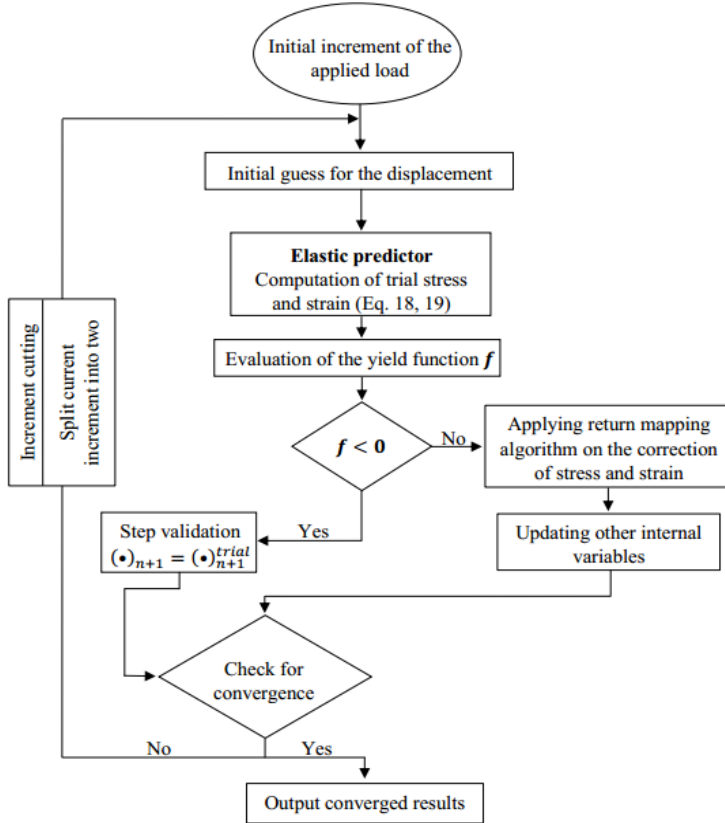 Initial increment of the
applied load
Initial guess for the displacement
Elastic predictor
Computation of trial stress
and strain (Eq. 18, 19)
Evaluation of the yield function f
f < 0
No
Applying return mapping
algorithm on the correction
of stress and strain
Updating other internal
variables
Yes
Step validation
(•)ₙ₊₁ = (•)ₙ₊₁ᵗʳⁱᵃˡ
Increment cutting
Split current
increment into two
Check for
convergence
No
Yes
Output converged results